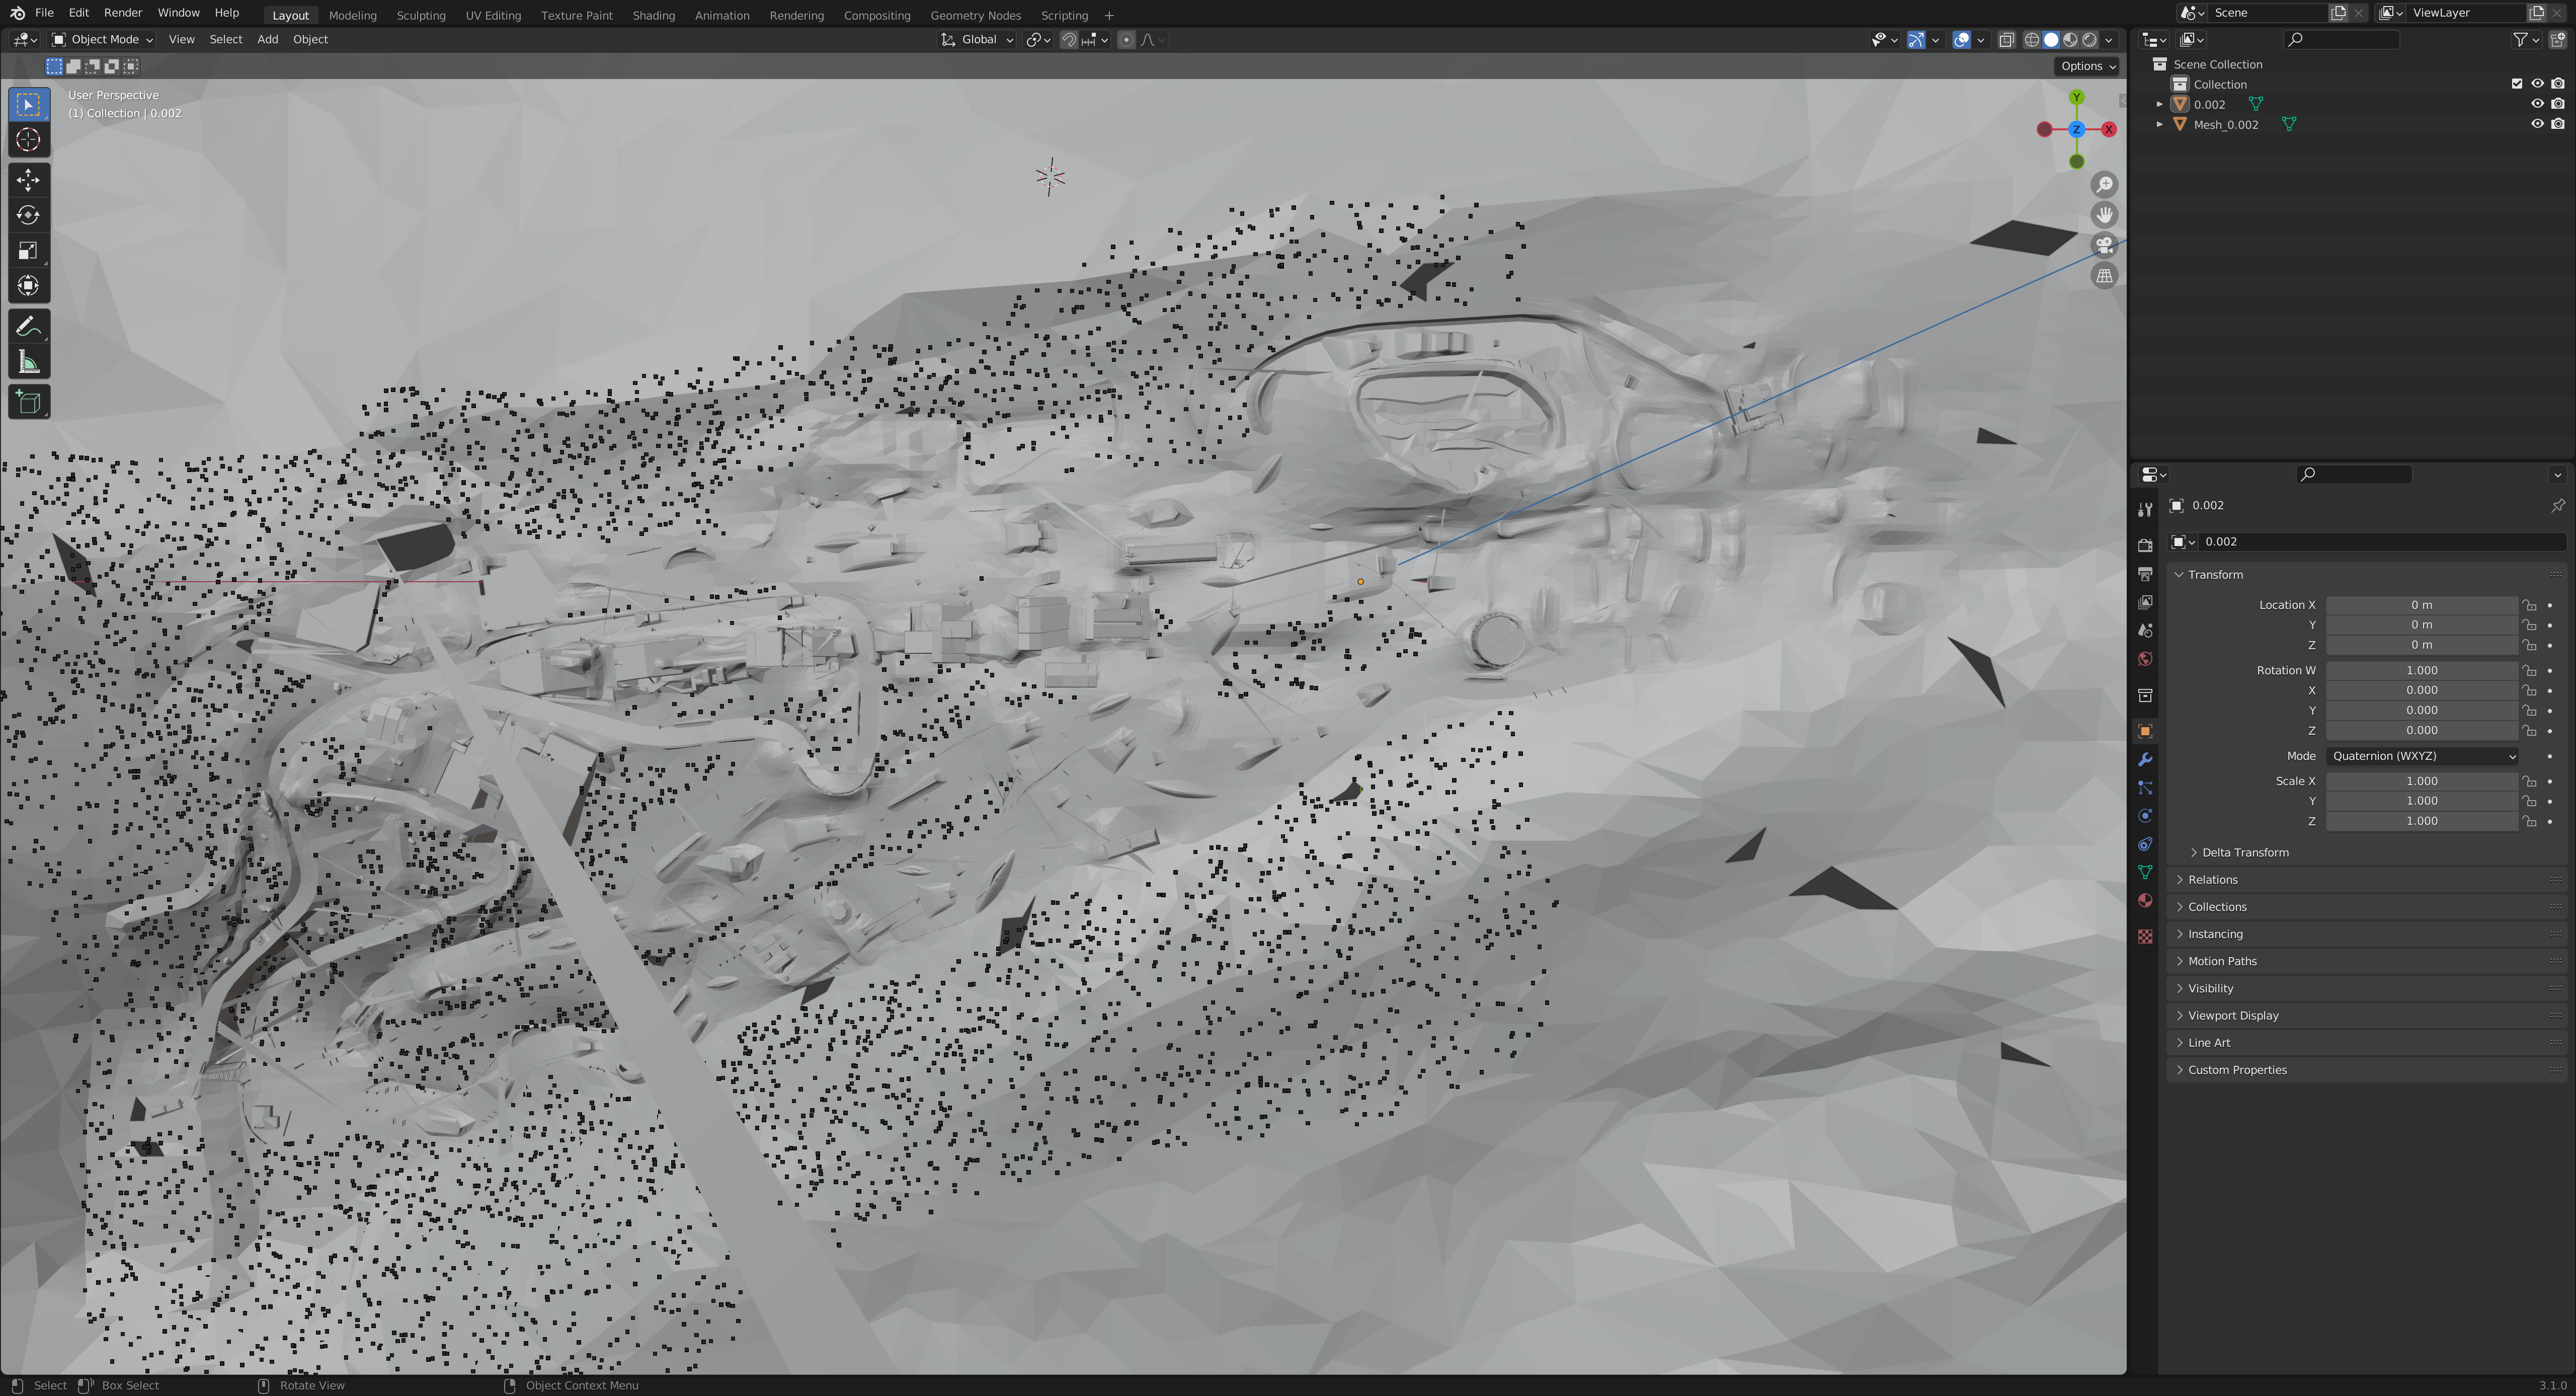 File Edit Render Window Help Layout Modeling Sculpting UV Editing Texture Paint Shading Animation Rendering Compositing Geometry Nodes Scripting +
Scene
ViewLayer
Object Mode View Select Add Object
Global
Options
User Perspective
(1) Collection | 0.002
Y
Z
X
Scene Collection
Collection
0.002
Mesh_0.002
0.002
0.002
Transform
Location X 0 m
Y 0 m
Z 0 m
Rotation W 1.000
X 0.000
Y 0.000
Z 0.000
Mode Quaternion (WXYZ)
Scale X 1.000
Y 1.000
Z 1.000
Delta Transform
Relations
Collections
Instancing
Motion Paths
Visibility
Viewport Display
Line Art
Custom Properties
Select Box Select Rotate View Object Context Menu
3.1.0